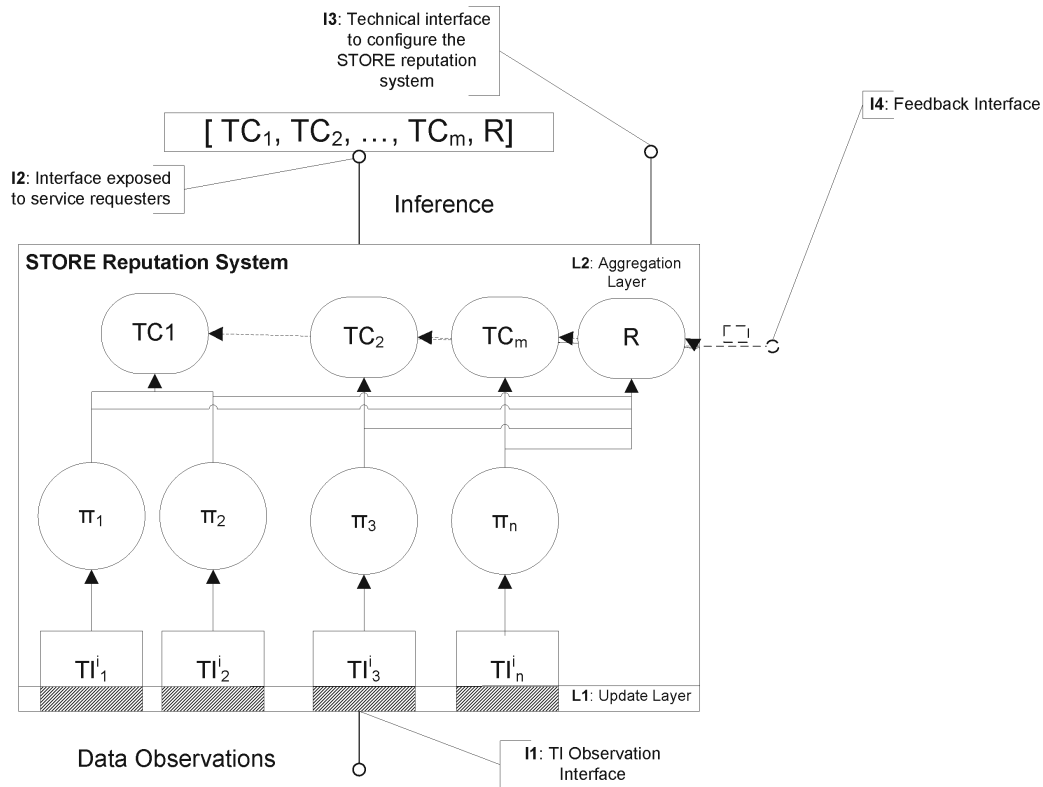 I3: Technical interface
to configure the
STORE reputation
system
I4: Feedback Interface
[ TC₁, TC₂, ..., TCₘ, R]
I2: Interface exposed
to service requesters
Inference
STORE Reputation System
L2: Aggregation
Layer
TC1
TC₂
TCₘ
R
π₁
π₂
π₃
πₙ
TIⁱ₁
TIⁱ₂
TIⁱ₃
TIⁱₙ
L1: Update Layer
Data Observations
I1: TI Observation
Interface